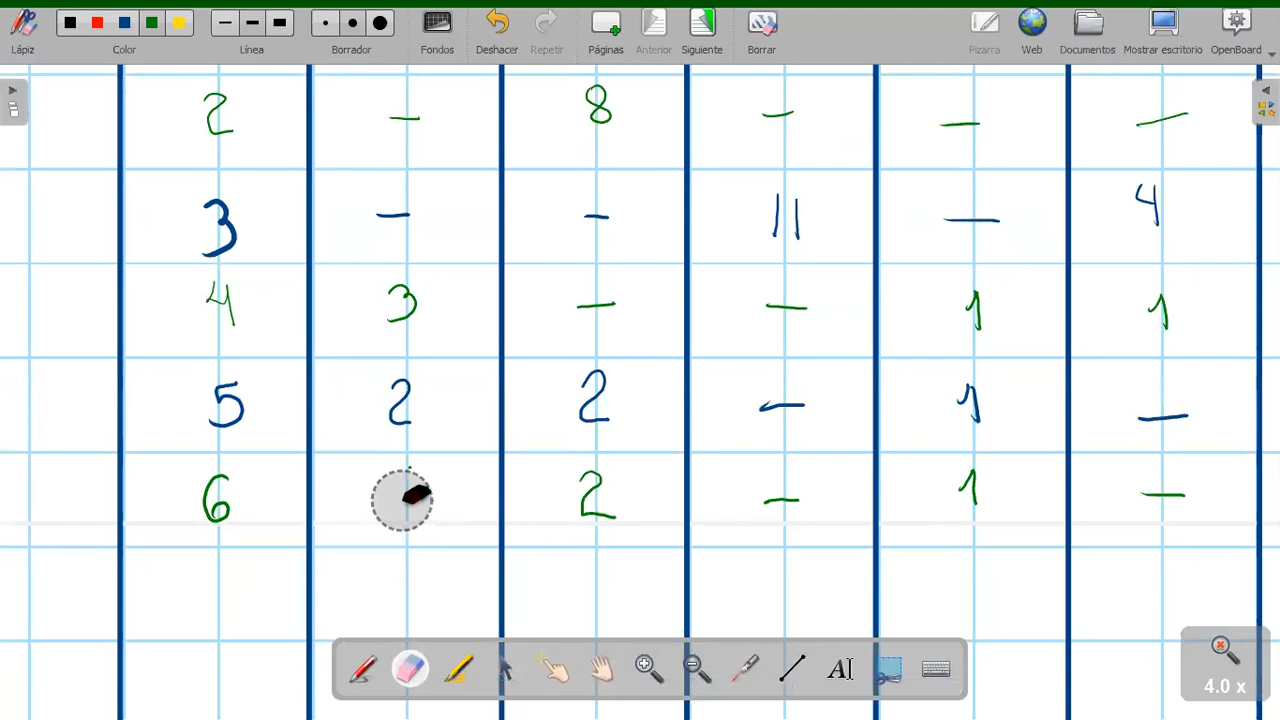 Lápiz Color Línea Borrador Fondos Deshacer Repetir Páginas Anterior Siguiente Borrar Pizarra Web Documentos Mostrar escritorio OpenBoard
2 - 8 - - -
3 - - 11 - 4
4 3 - - 1 1
5 2 2 - 1 -
6 2 - 1 -
4.0 x